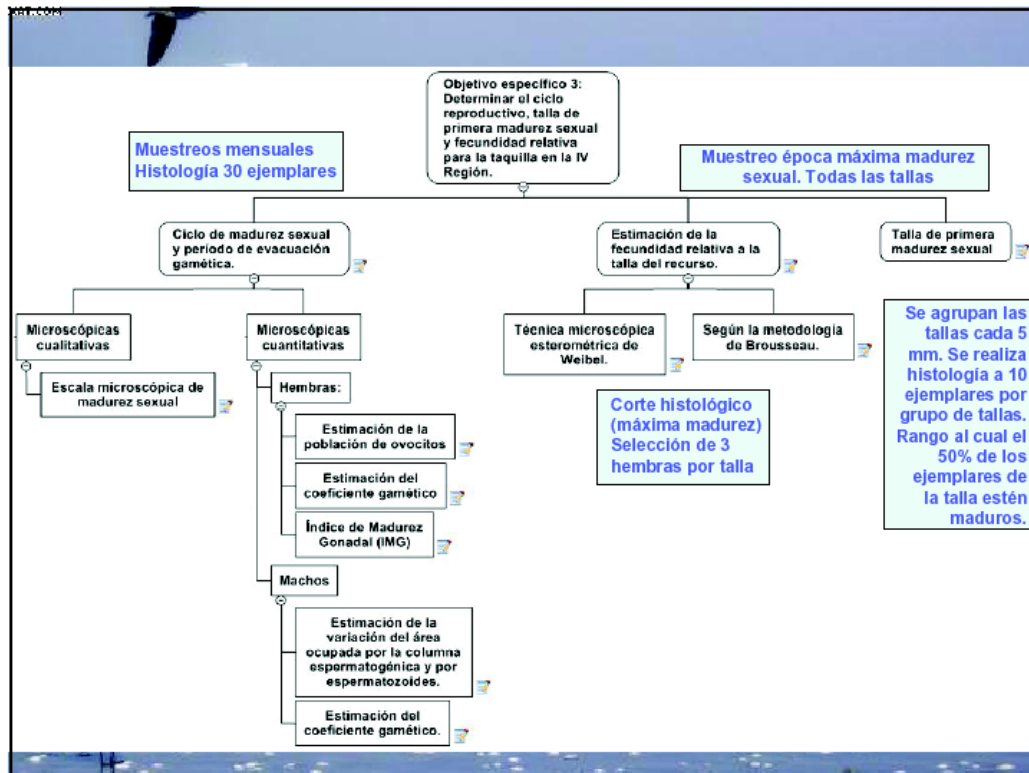 Objetivo específico 3:
Determinar el ciclo
reproductivo, talla de
primera madurez sexual
y fecundidad relativa
para la taquilla en la IV
Región.
Muestreos mensuales
Histología 30 ejemplares
Muestreo época máxima madurez
sexual. Todas las tallas
Ciclo de madurez sexual
y período de evacuación
gamética.
Estimación de la
fecundidad relativa a la
talla del recurso.
Talla de primera
madurez sexual
Microscópicas
cualitativas
Escala microscópica de
madurez sexual
Microscópicas
cuantitativas
Hembras:
Estimación de la
población de ovocitos
Estimación del
coeficiente gamético
Índice de Madurez
Gonadal (IMG)
Machos
Estimación de la
variación del área
ocupada por la columna
espermatogénica y por
espermatozoides.
Estimación del
coeficiente gamético.
Técnica microscópica
esterométrica de
Weibel.
Según la metodología
de Brousseau.
Corte histológico
(máxima madurez)
Selección de 3
hembras por talla
Se agrupan las
tallas cada 5
mm. Se realiza
histología a 10
ejemplares por
grupo de tallas.
Rango al cual el
50% de los
ejemplares de
la talla estén
maduros.